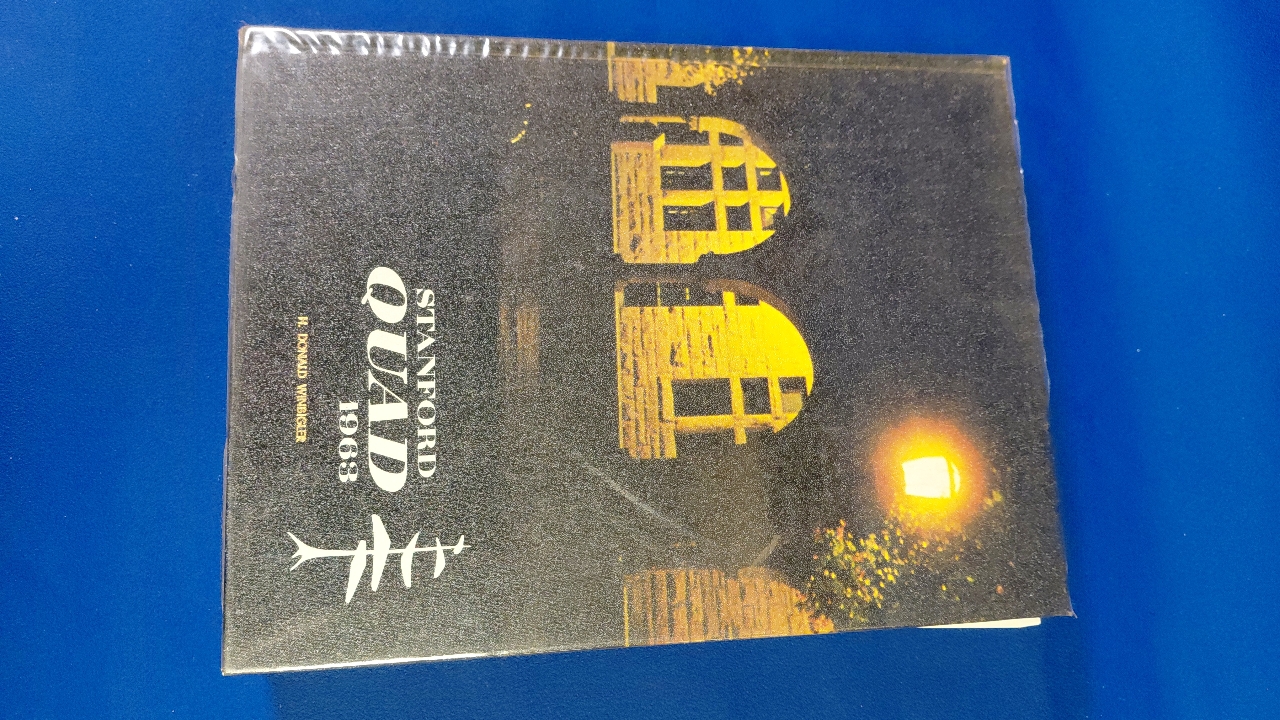 STANFORD
QUAD
1963
H. DONALD WINBIGLER